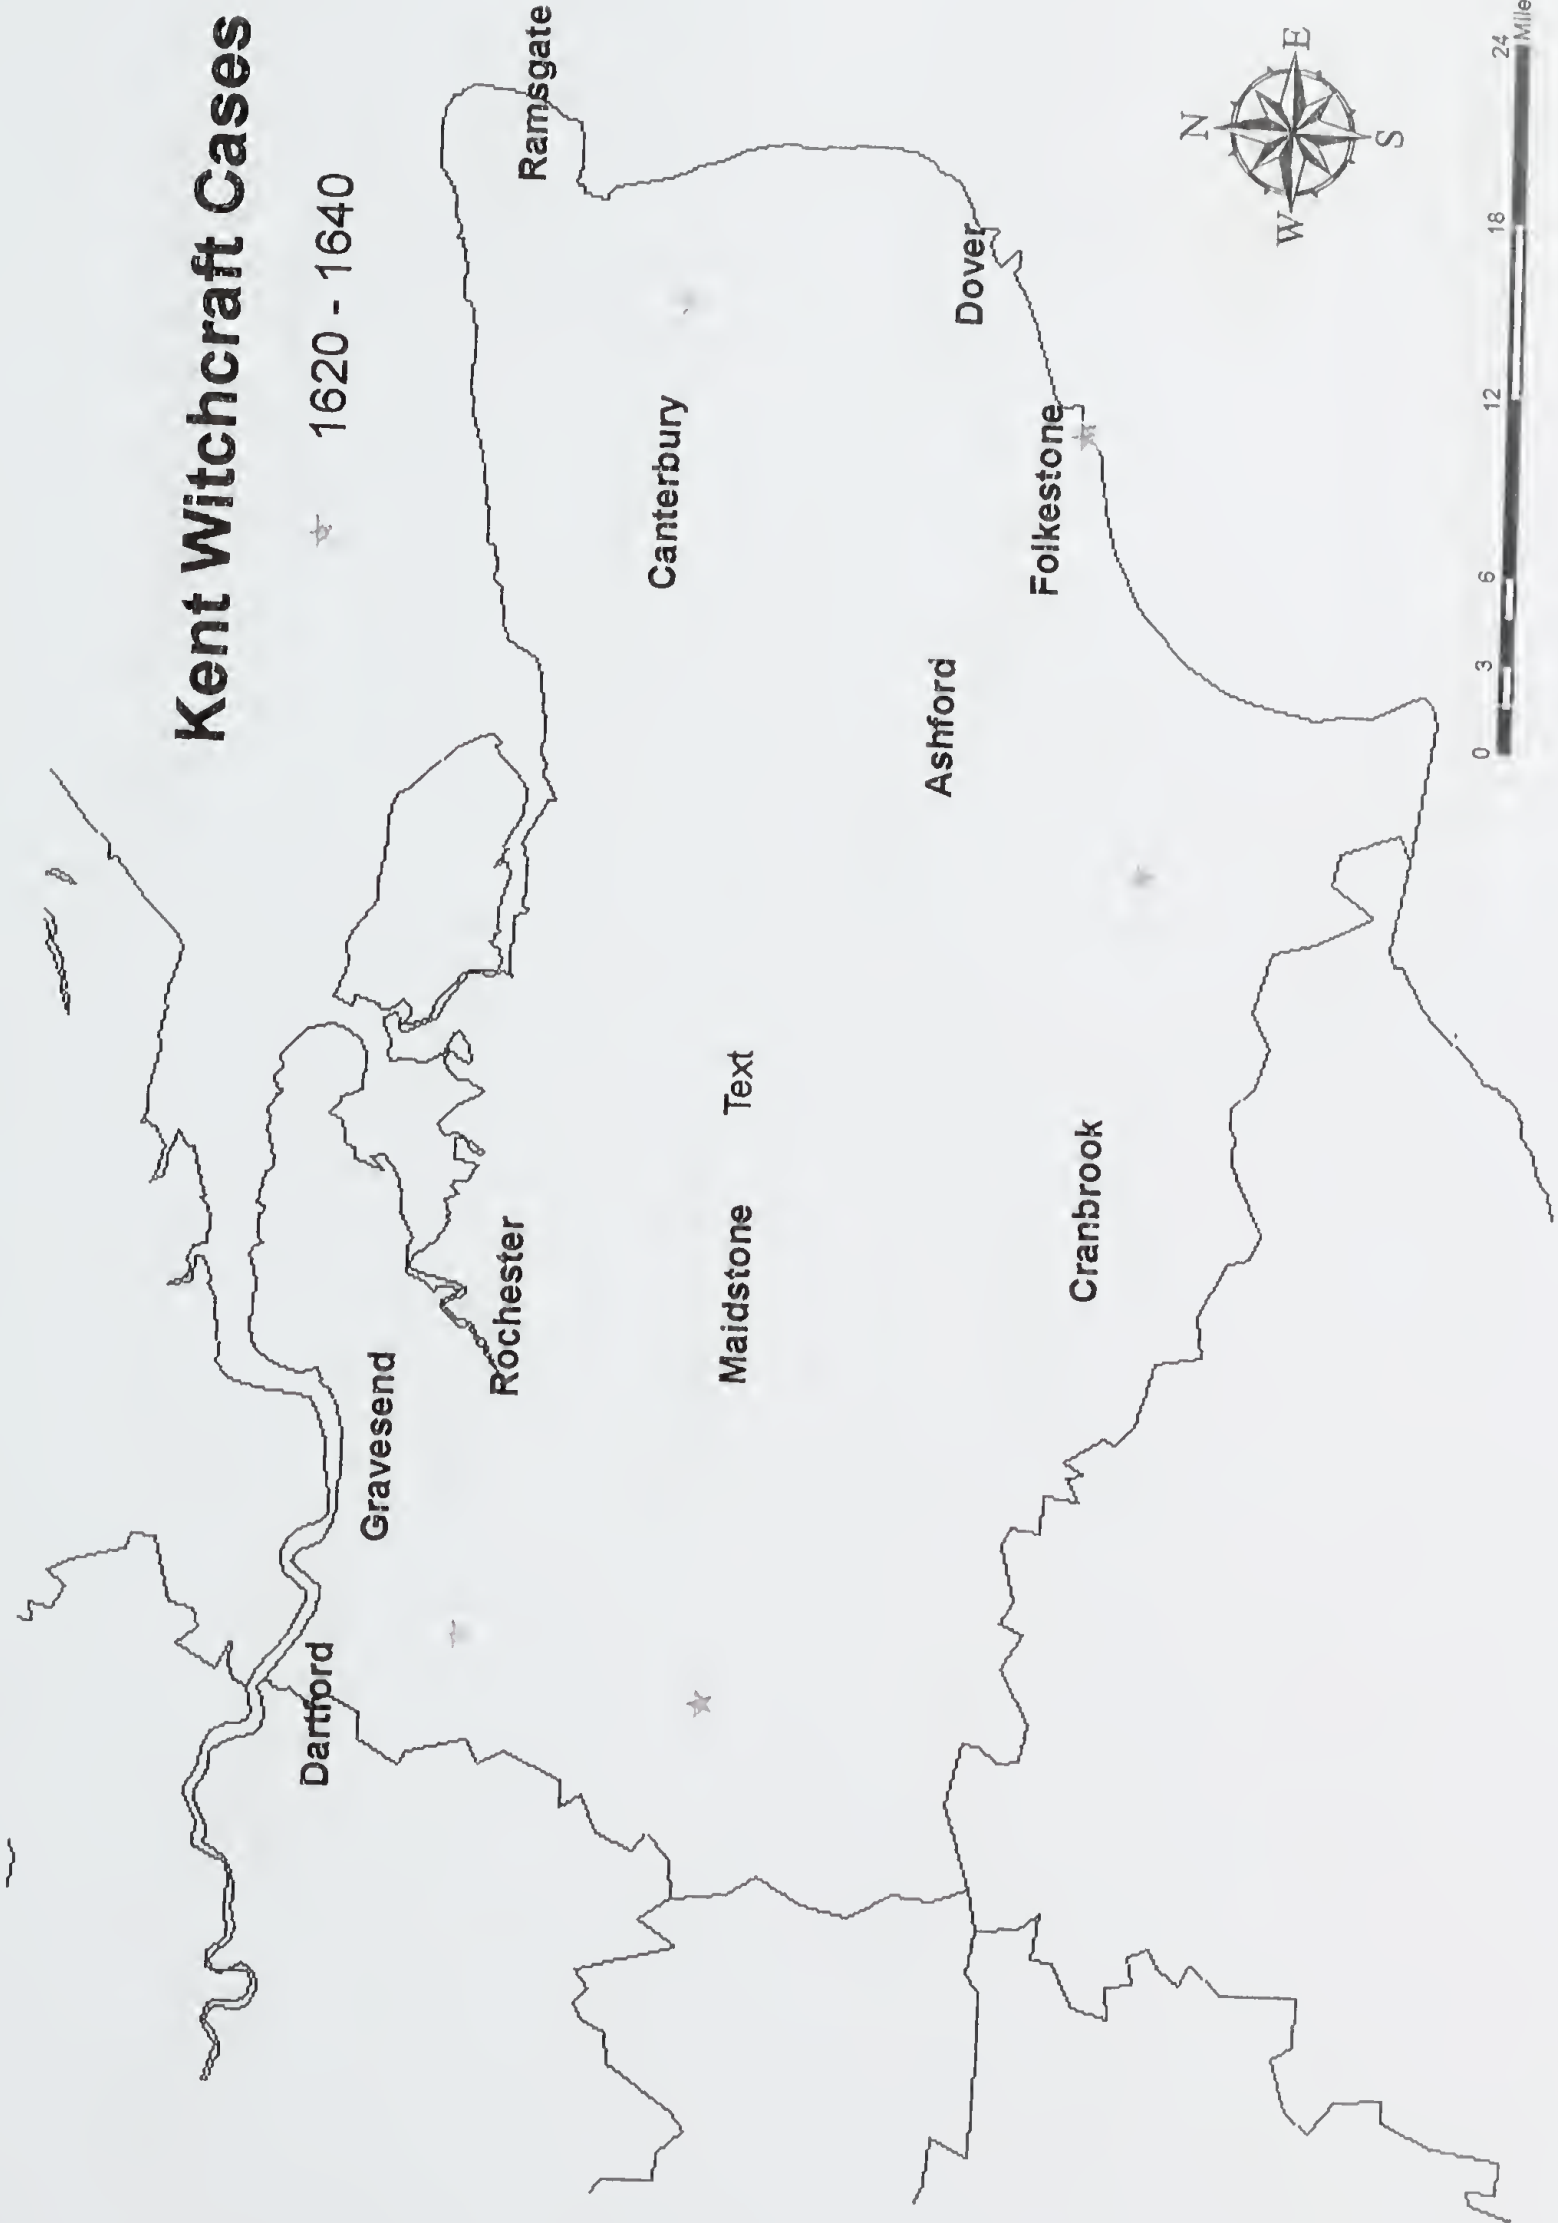 Kent Witchcraft Cases
1620 - 1640
Dartford
Gravesend
Rochester
Ramsgate
Canterbury
Maidstone
Text
Ashford
Dover
Folkestone
Cranbrook
N
W
E
S
0
3
6
12
18
24
Mile